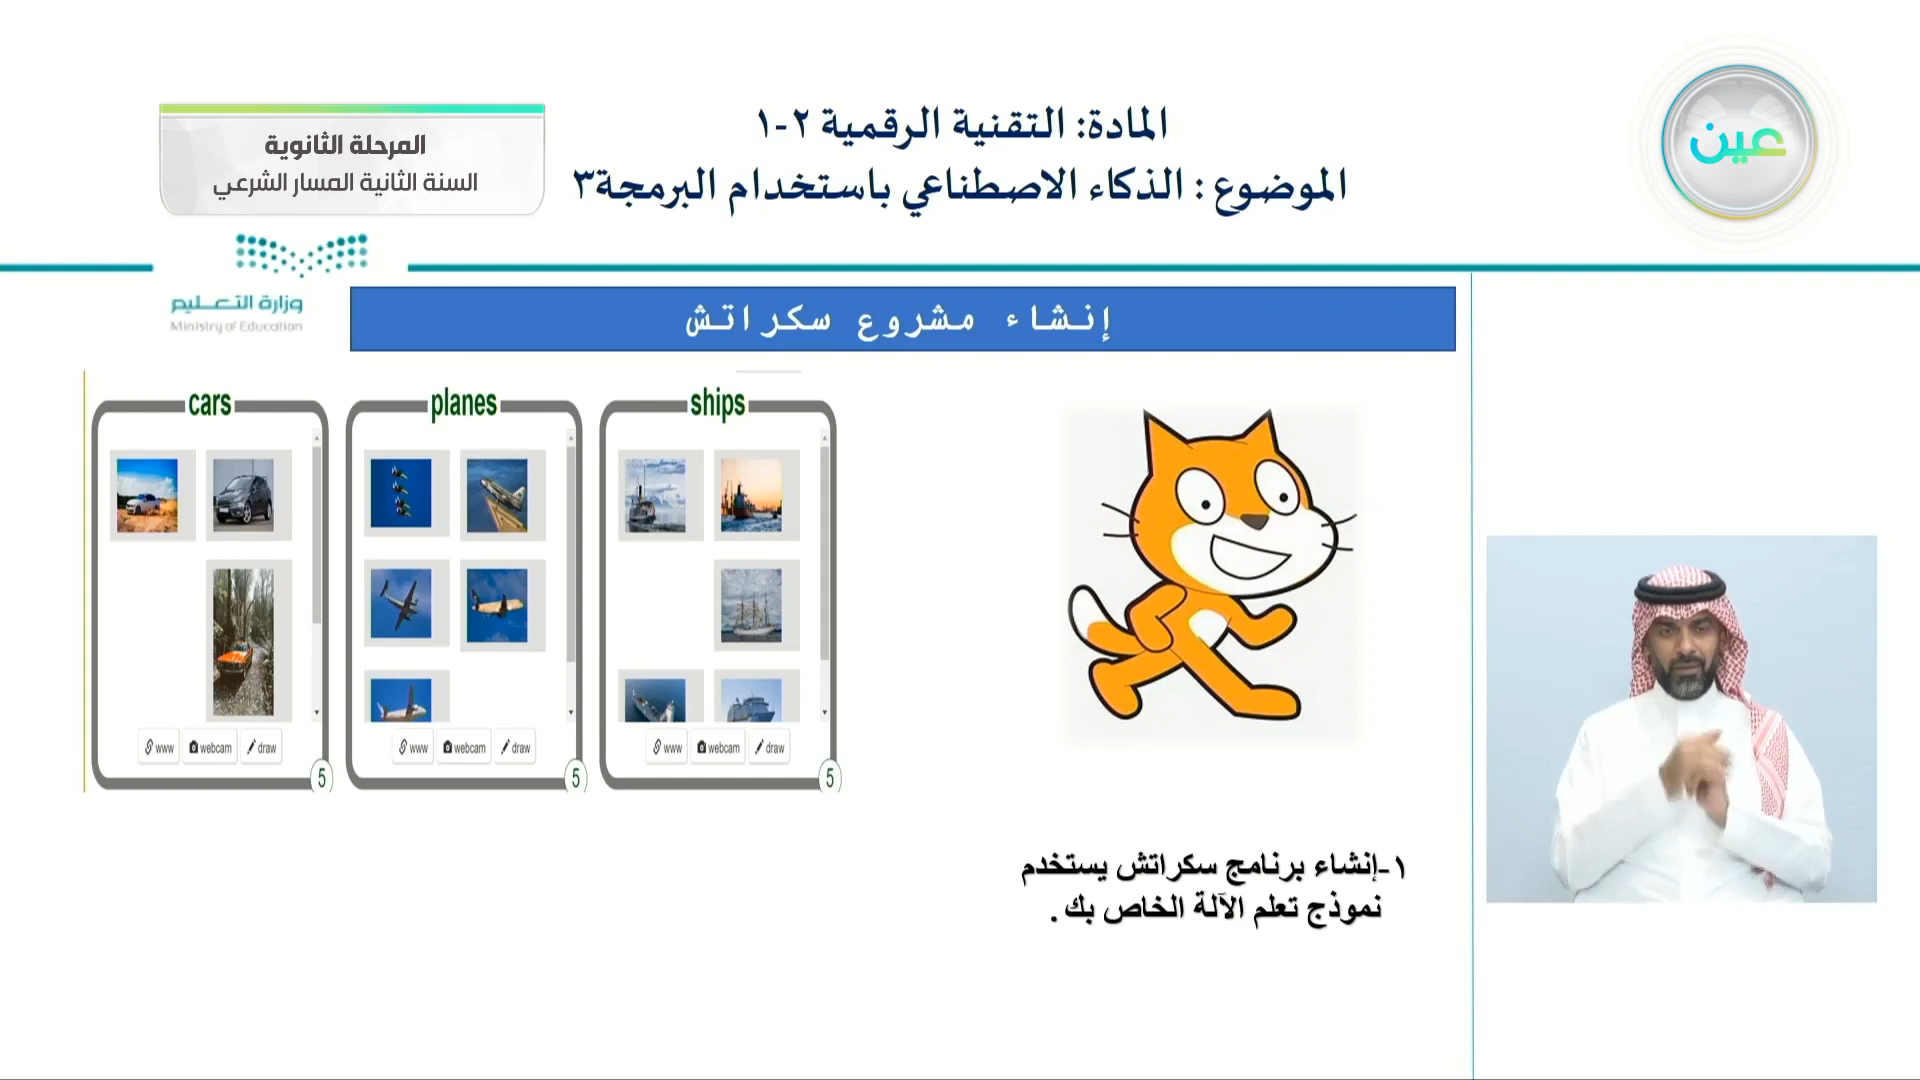 المادة: التقنية الرقمية ٢-١
الموضوع : الذكاء الاصطناعي باستخدام البرمجة٣
المرحلة الثانوية
السنة الثانية المسار الشرعي
عين
وزارة التعليم
Ministry of Education
إنشاء مشروع سكراتش
cars
planes
ships
www webcam draw
5
www webcam draw
5
www webcam draw
5
١-إنشاء برنامج سكراتش يستخدم
نموذج تعلم الآلة الخاص بك .